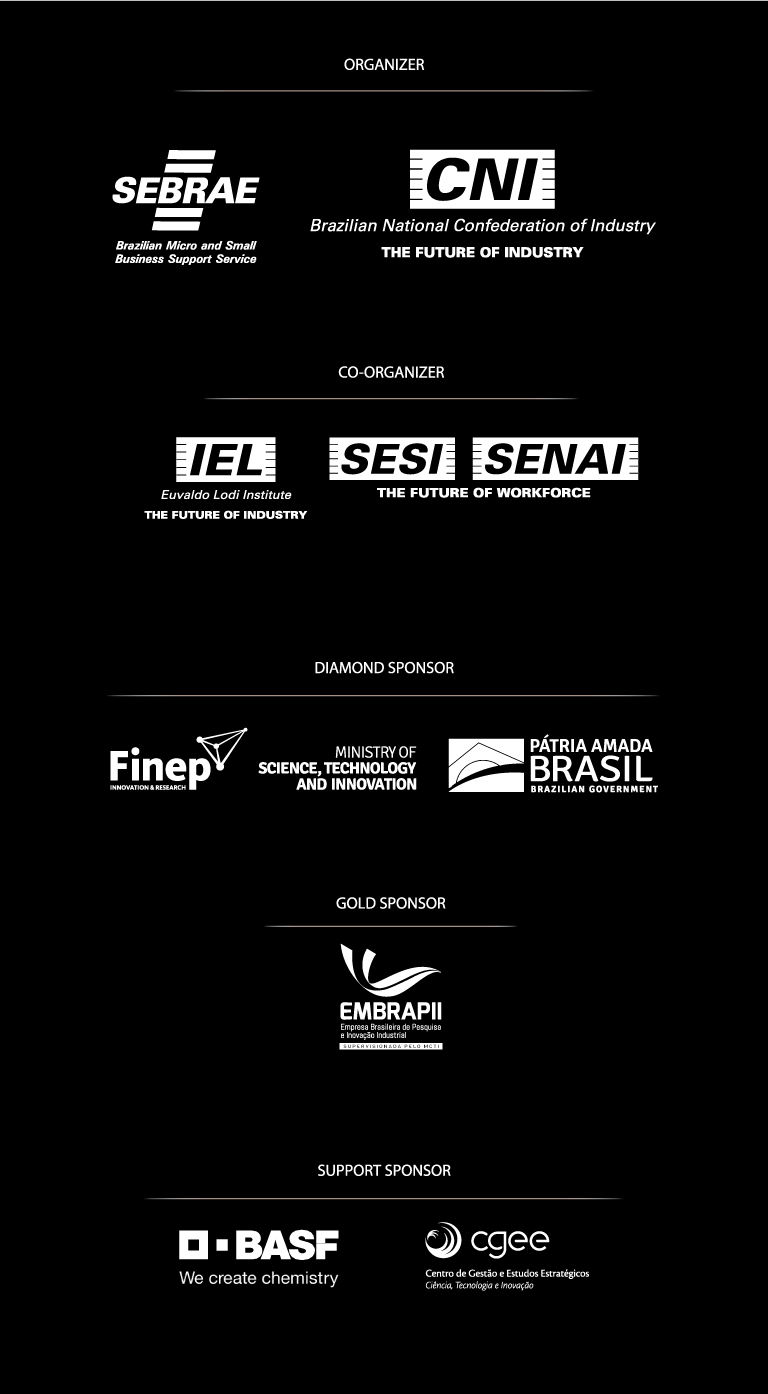 ORGANIZER
SEBRAE
Brazilian Micro and Small
Business Support Service
CNI
Brazilian National Confederation of Industry
THE FUTURE OF INDUSTRY
CO-ORGANIZER
IEL
Euvaldo Lodi Institute
THE FUTURE OF INDUSTRY
SESI SENAI
THE FUTURE OF WORKFORCE
DIAMOND SPONSOR
Finep
INNOVATION & RESEARCH
MINISTRY OF
SCIENCE, TECHNOLOGY
AND INNOVATION
PÁTRIA AMADA
BRASIL
BRAZILIAN GOVERNMENT
GOLD SPONSOR
EMBRAPII
Empresa Brasileira de Pesquisa
e Inovação Industrial
SUPERVISIONADA PELO MCTI
SUPPORT SPONSOR
BASF
We create chemistry
cgee
Centro de Gestão e Estudos Estratégicos
Ciência, Tecnologia e Inovação